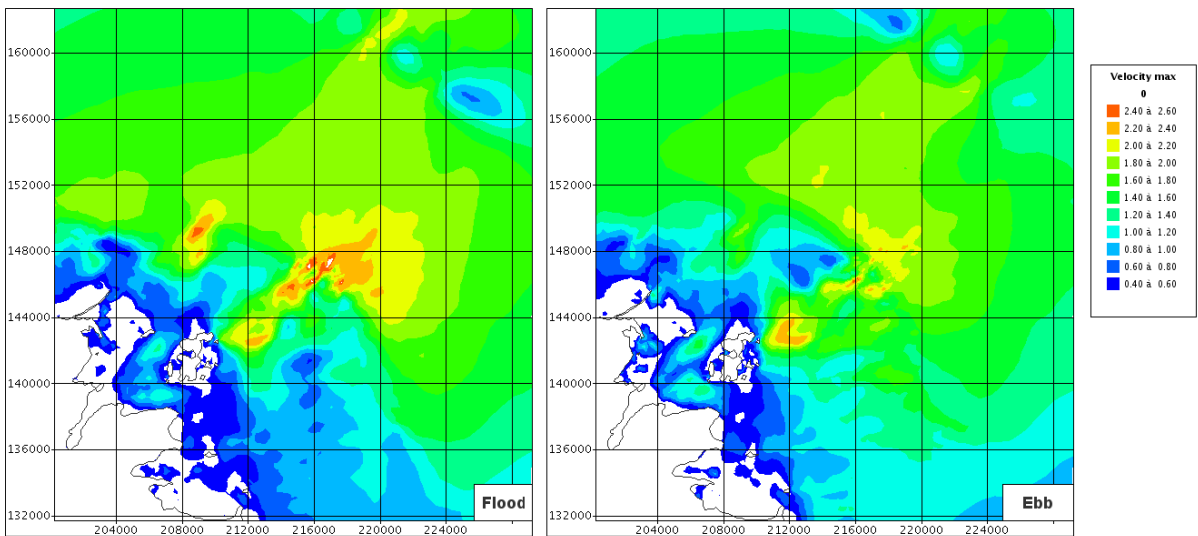 160000
156000
152000
148000
144000
140000
136000
132000
204000 208000 212000 216000 220000 224000
Flood
160000
156000
152000
148000
144000
140000
136000
132000
204000 208000 212000 216000 220000 224000
Ebb
Velocity max
0
2.40 à 2.60
2.20 à 2.40
2.00 à 2.20
1.80 à 2.00
1.60 à 1.80
1.40 à 1.60
1.20 à 1.40
1.00 à 1.20
0.80 à 1.00
0.60 à 0.80
0.40 à 0.60